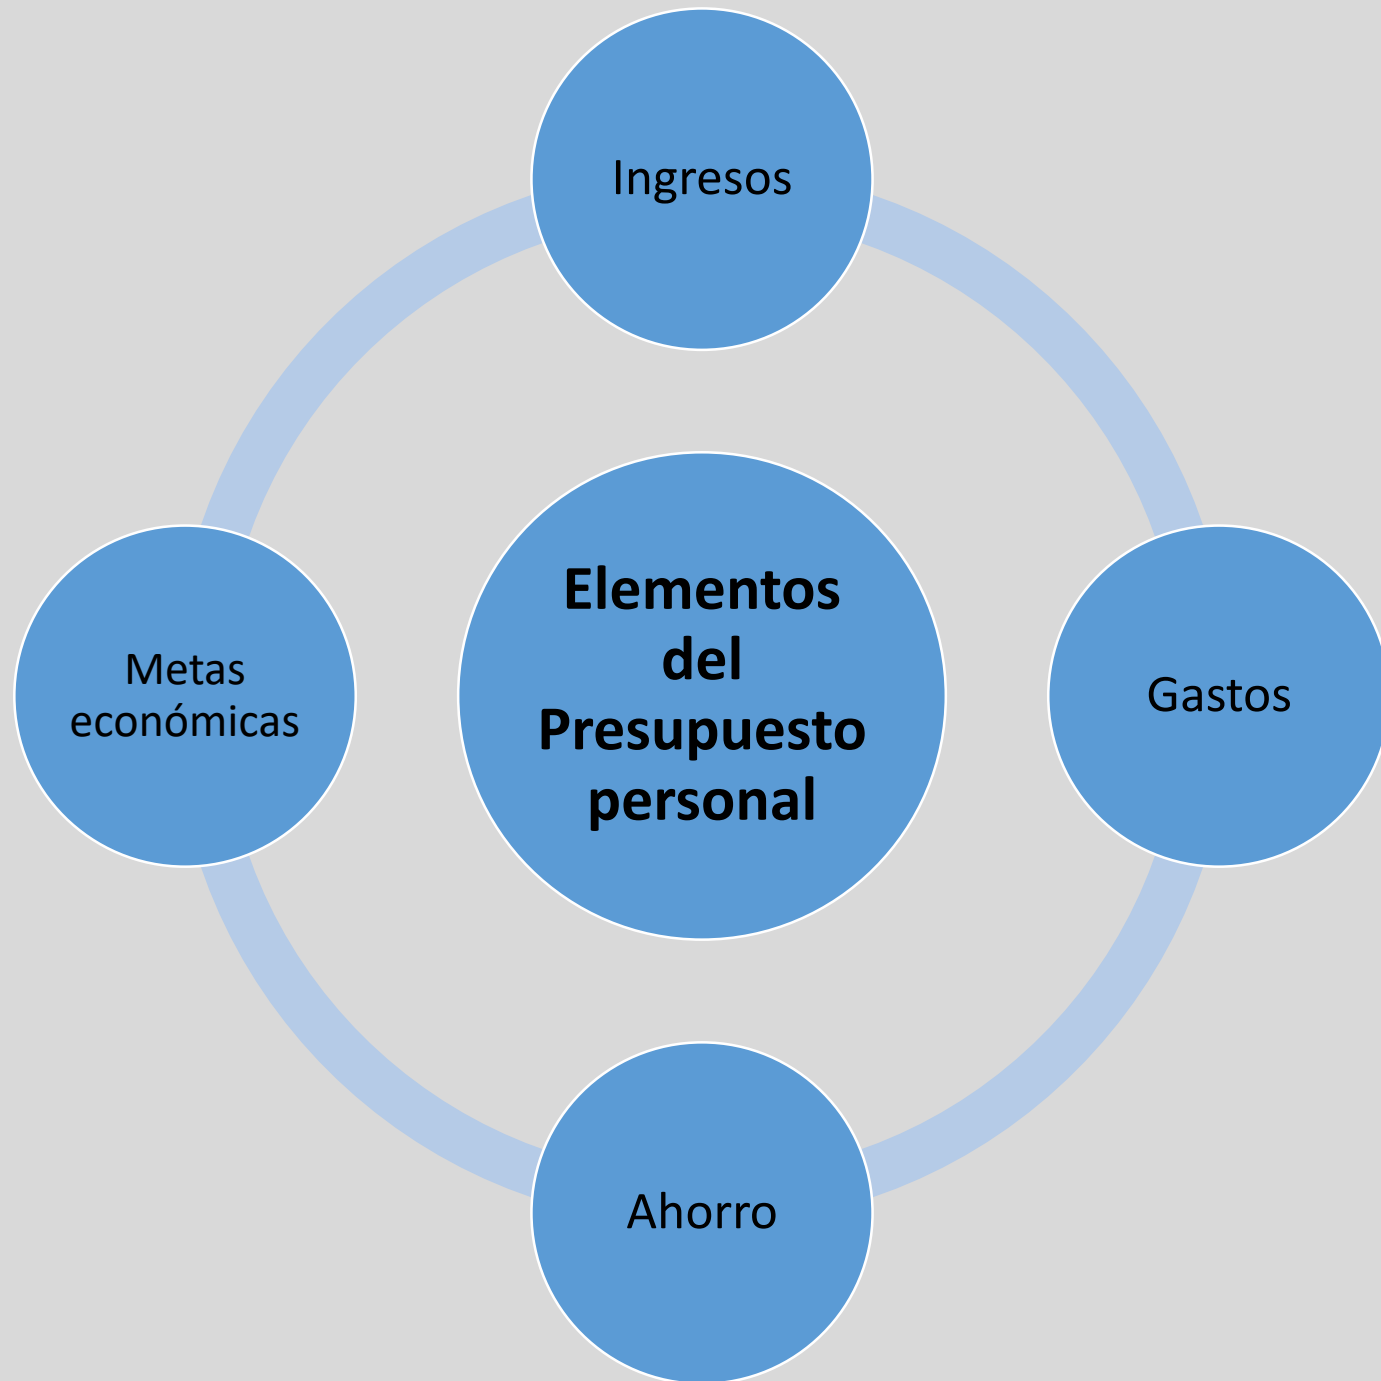 Ingresos
Elementos
del
Presupuesto
personal
Metas
económicas
Gastos
Ahorro